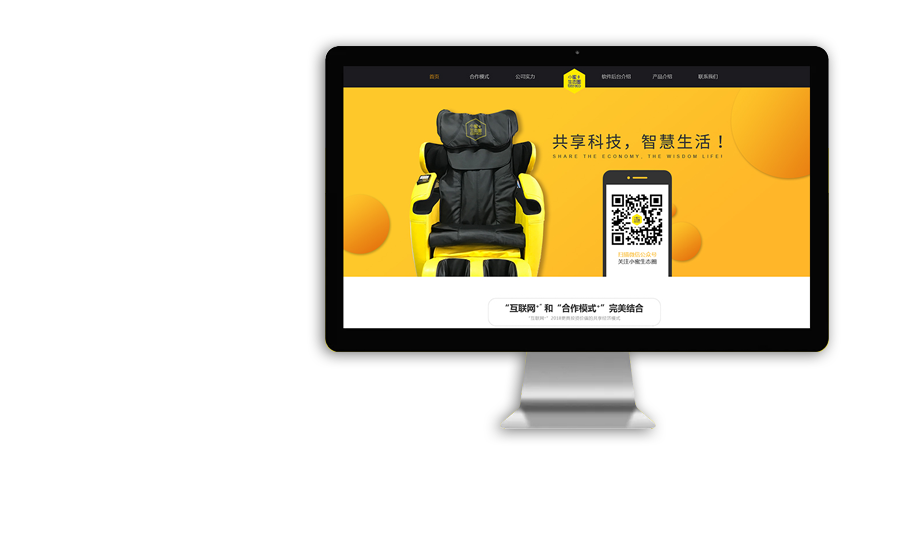 首页
合作模式
公司实力
小蜜卡
生态圈
软件后台介绍
产品介绍
联系我们
共享科技，智慧生活！
SHARE THE ECONOMY, THE WISDOM LIFE!
扫描微信公众号
关注小蜜生态圈
“互联网+” 和 “合作模式+” 完美结合